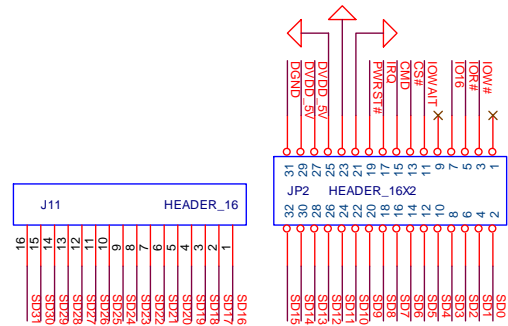 DGND
DVDD_5V
DVDD_5V
PWRST#
IRQ
CMD
CS#
IOWAIT
IO16
IOR#
IOW#
31 29 27 25 23 21 19 17 15 13 11 9 7 5 3 1
JP2 HEADER_16X2
32 30 28 26 24 22 20 18 16 14 12 10 8 6 4 2
SD15
SD14
SD13
SD12
SD11
SD10
SD9
SD8
SD7
SD6
SD5
SD4
SD3
SD2
SD1
SD0
J11 HEADER_16
16 15 14 13 12 11 10 9 8 7 6 5 4 3 2 1
SD31
SD30
SD29
SD28
SD27
SD26
SD25
SD24
SD23
SD22
SD21
SD20
SD19
SD18
SD17
SD16